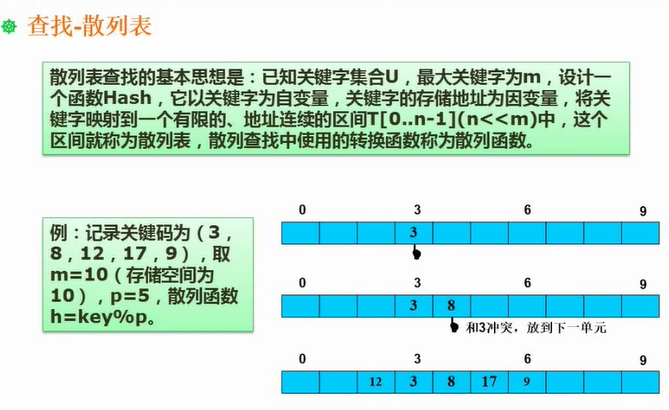 查找-散列表
散列表查找的基本思想是：已知关键字集合U，最大关键字为m，设计一
个函数Hash，它以关键字为自变量，关键字的存储地址为因变量，将关
键字映射到一个有限的、地址连续的区间T[0..n-1](n<<m)中，这个
区间就称为散列表，散列查找中使用的转换函数称为散列函数。
例：记录关键码为（3，
8，12，17，9），取
m=10（存储空间为
10），p=5，散列函数
h=key%p。
0 3 6 9
3
0 3 6 9
3 8
和3冲突，放到下一单元
0 3 6 9
12 3 8 17 9